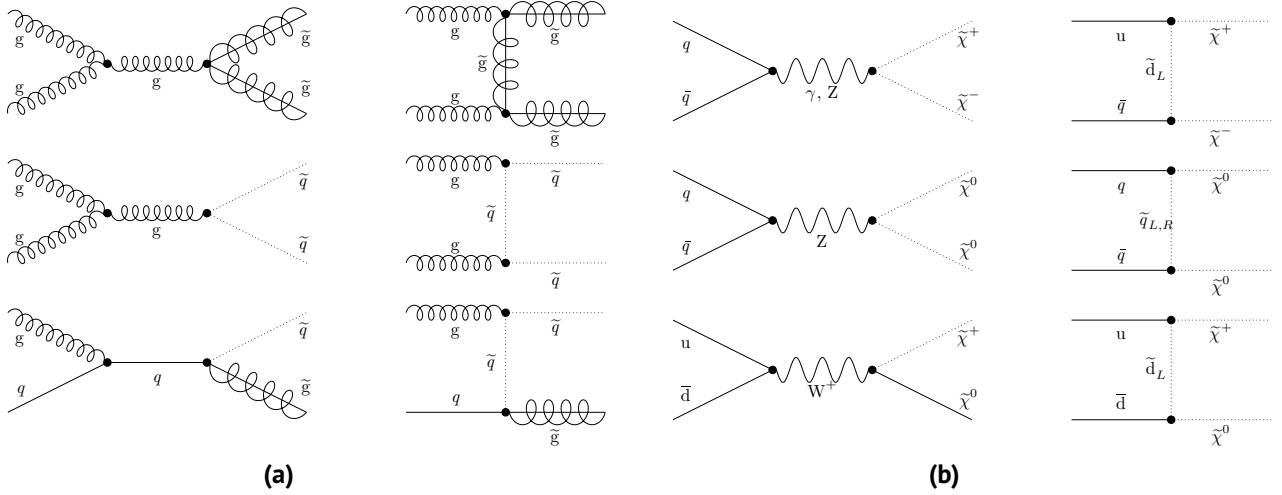 g
g
g
g̃
g̃
g
g
g̃
g̃
g̃
q
q̄
γ, Z
χ̃⁺
χ̃⁻
u
q̄
d̃_L
χ̃⁺
χ̃⁻
g
g
g
q̃
q̃
g
g
q̃
q̃
q̃
q
q̄
Z
χ̃⁰
χ̃⁰
q
q̄
q̃_{L,R}
χ̃⁰
χ̃⁰
g
q
q
q̃
g̃
g
q
q̃
q̃
g̃
u
d̄
W⁺
χ̃⁺
χ̃⁰
u
d̄
d̃_L
χ̃⁺
χ̃⁰
(a)
(b)